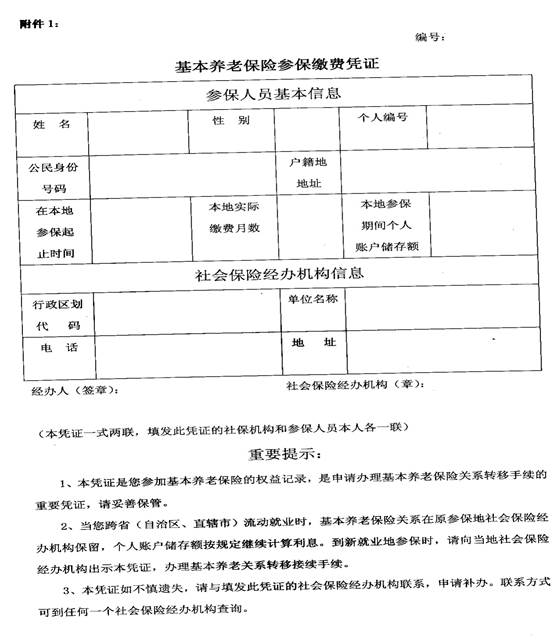 附件1：
编号：
基本养老保险参保缴费凭证
参保人员基本信息
姓 名
性 别
个人编号
公民身份
号码
户籍地
地址
在本地
参保起
止时间
本地实际
缴费月数
本地参保
期间个人
账户储存额
社会保险经办机构信息
行政区划
代 码
单位名称
电 话
地 址
经办人（签章）：
社会保险经办机构（章）：
（本凭证一式两联，填发此凭证的社保机构和参保人员本人各一联）
重要提示：
1、本凭证是您参加基本养老保险的权益记录，是申请办理基本养老保险关系转移手续的
重要凭证，请妥善保管。
2、当您跨省（自治区、直辖市）流动就业时，基本养老保险关系在原参保地社会保险经
办机构保留，个人账户储存额按规定继续计算利息。到新就业地参保时，请向当地社会保险
经办机构出示本凭证，办理基本养老关系转移接续手续。
3、本凭证如不慎遗失，请与填发此凭证的社会保险经办机构联系，申请补办。联系方式
可到任何一个社会保险经办机构查询。